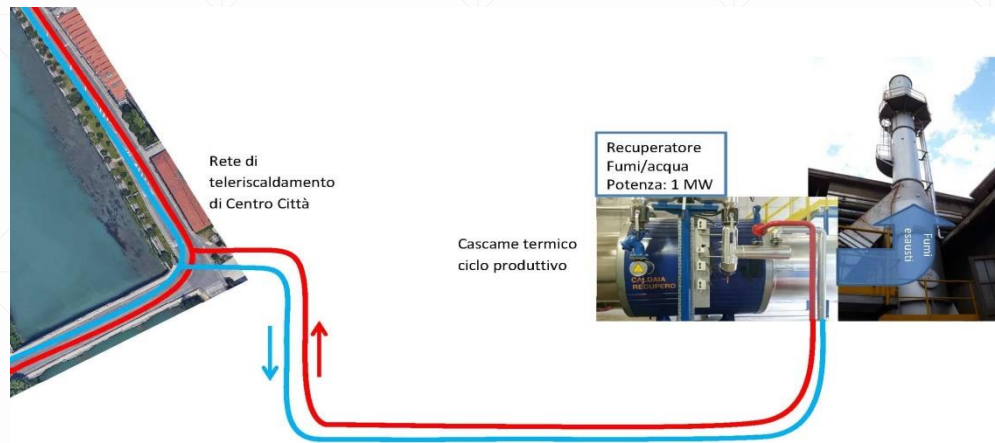 Rete di
teleriscaldamento
di Centro Città
Recuperatore
Fumi/acqua
Potenza: 1 MW
Cascame termico
ciclo produttivo
CALDAIA
RECUPERO
Fumi
esausti